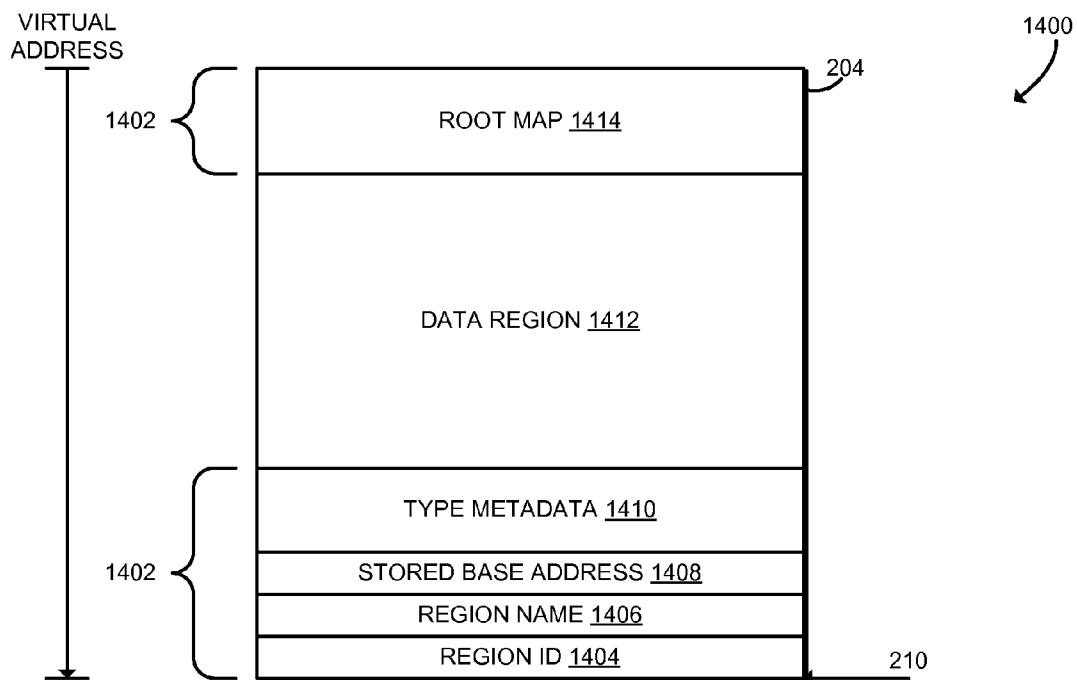 VIRTUAL
ADDRESS
1400
204
1402
ROOT MAP 1414
DATA REGION 1412
TYPE METADATA 1410
1402
STORED BASE ADDRESS 1408
REGION NAME 1406
REGION ID 1404
210